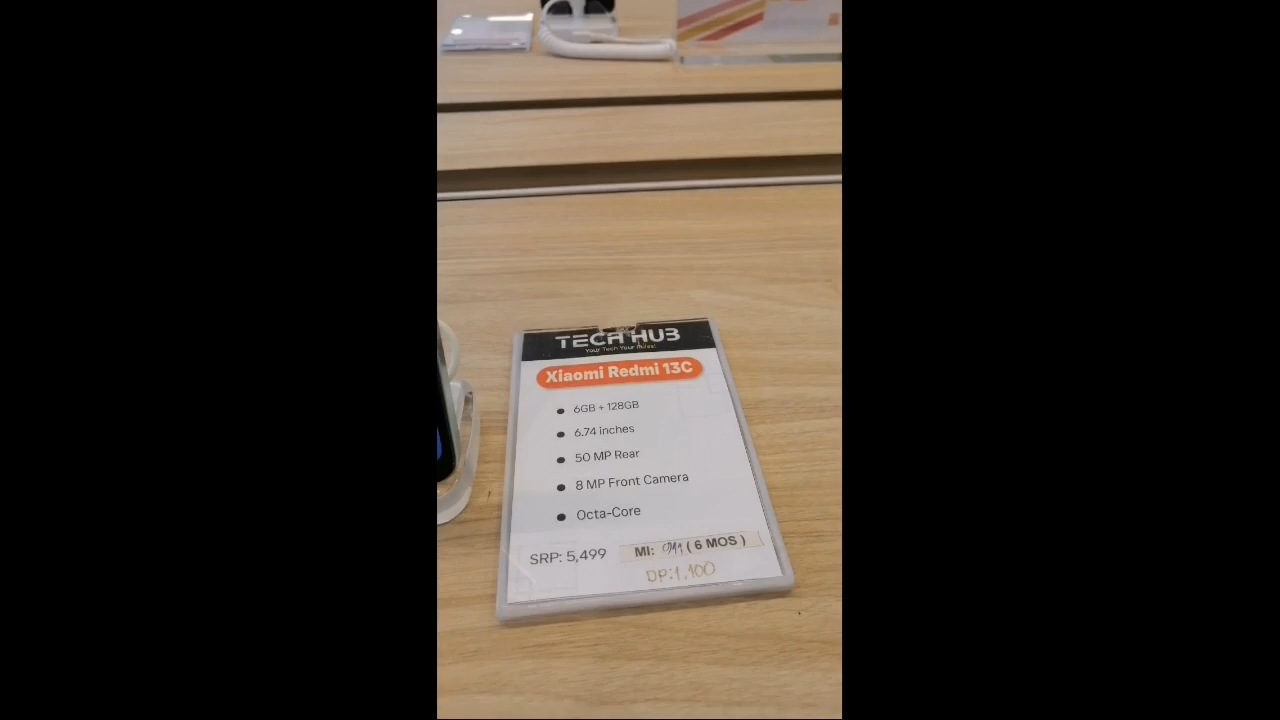 TECH HUB
Your Tech Your Rules!
Xiaomi Redmi 13C
6GB + 128GB
6.74 inches
50 MP Rear
8 MP Front Camera
Octa-Core
SRP: 5,499
MI: ( 6 MOS )
DP: 1,100